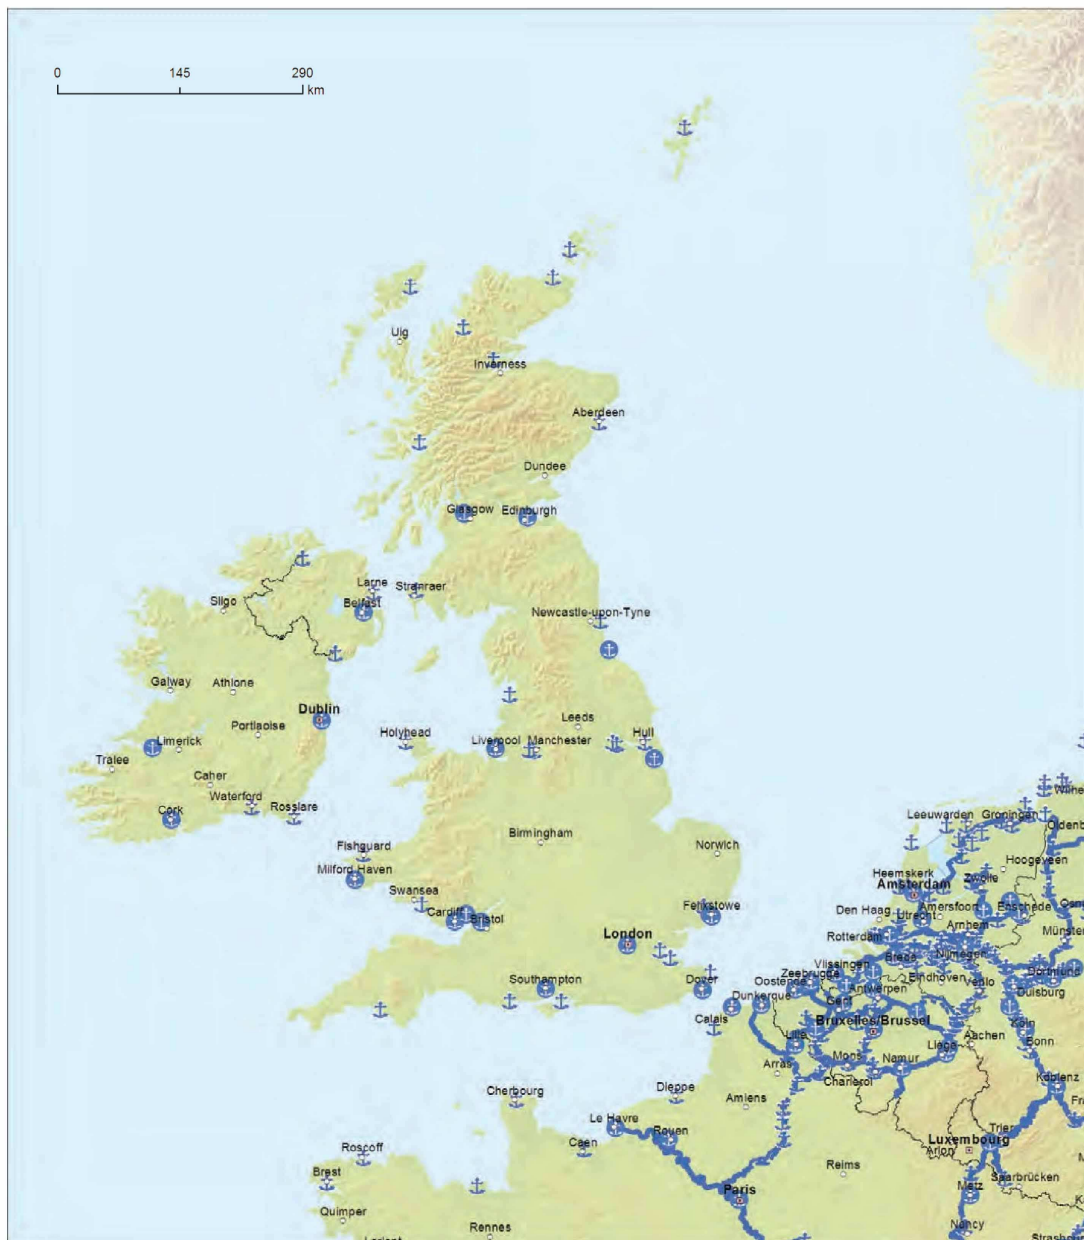 0 145 290
km
Uig
Inverness
Aberdeen
Dundee
Glasgow Edinburgh
Larne Stranraer
Sligo Belfast
Newcastle-upon-Tyne
Galway Athlone
Dublin
Portlaoise
Leeds
Holyhead
Hull
Limerick
Liverpool Manchester
Tralee
Caher
Waterford
Rosslare
Cork
Leeuwarden Groningen
Birmingham
Norwich
Fishguard
Hoogeveen
Milford Haven
Heemskerk
Zwolle
Swansea
Amsterdam
Cardiff
Bristol
Felixstowe
Den Haag
Amersfoort
Enschede
Utrecht
Arnhem
London
Rotterdam
Münster
Nijmegen
Breda
Vlissingen
Zeebrugge
Dortmund
Southampton
Dover
Oostende
Eindhoven
Venlo
Dunkerque
Antwerpen
Duisburg
Gent
Calais
Bruxelles/Brussel
Köln
Lille
Aachen
Liège
Bonn
Arras
Mons
Namur
Charleroi
Koblenz
Cherbourg
Dieppe
Amiens
Le Havre
Rouen
Trier
Caen
Luxembourg
Arlon
Roscoff
Reims
Brest
Saarbrücken
Metz
Paris
Quimper
Rennes
Nancy